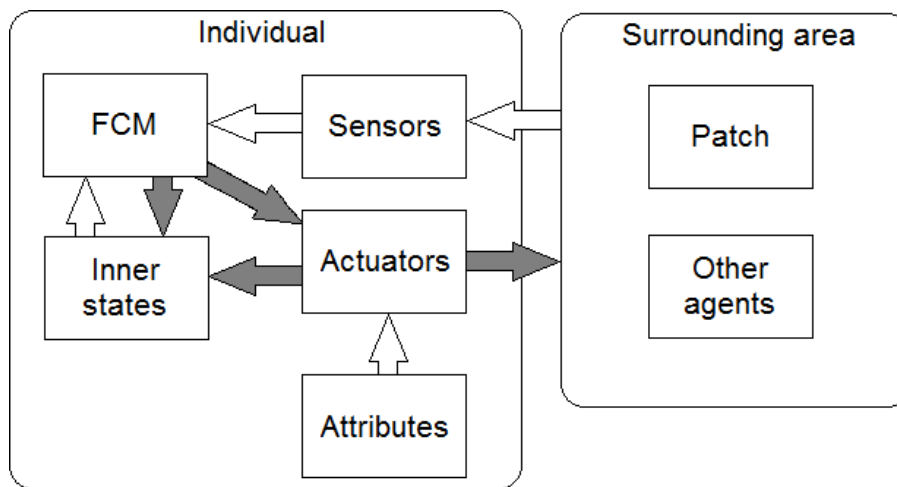 Individual
Surrounding area
FCM
Sensors
Patch
Inner
states
Actuators
Other
agents
Attributes